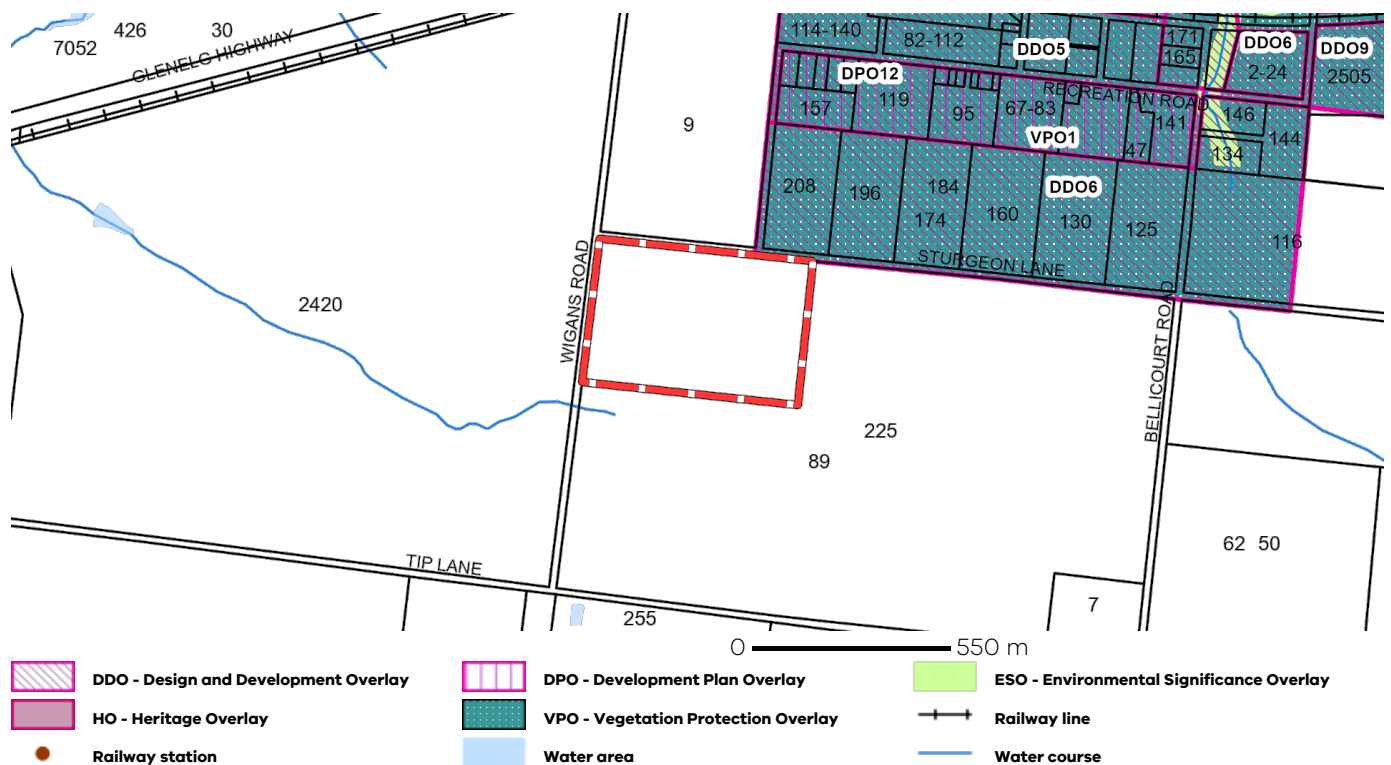 426
30
7052
GLENELG HIGHWAY
114-140
82-112
DDO5
171
165
DDO6
2-24
DDO9
2505
DPO12
157
119
95
67-83
RECREATION ROAD
VPO1
47
141
146
144
134
9
208
196
184
174
160
DDO6
130
125
116
STURGEON LANE
WIGANS ROAD
2420
BELLICOURT ROAD
225
89
62 50
TIP LANE
7
255
0 550 m
DDO - Design and Development Overlay
DPO - Development Plan Overlay
ESO - Environmental Significance Overlay
HO - Heritage Overlay
VPO - Vegetation Protection Overlay
Railway line
Railway station
Water area
Water course